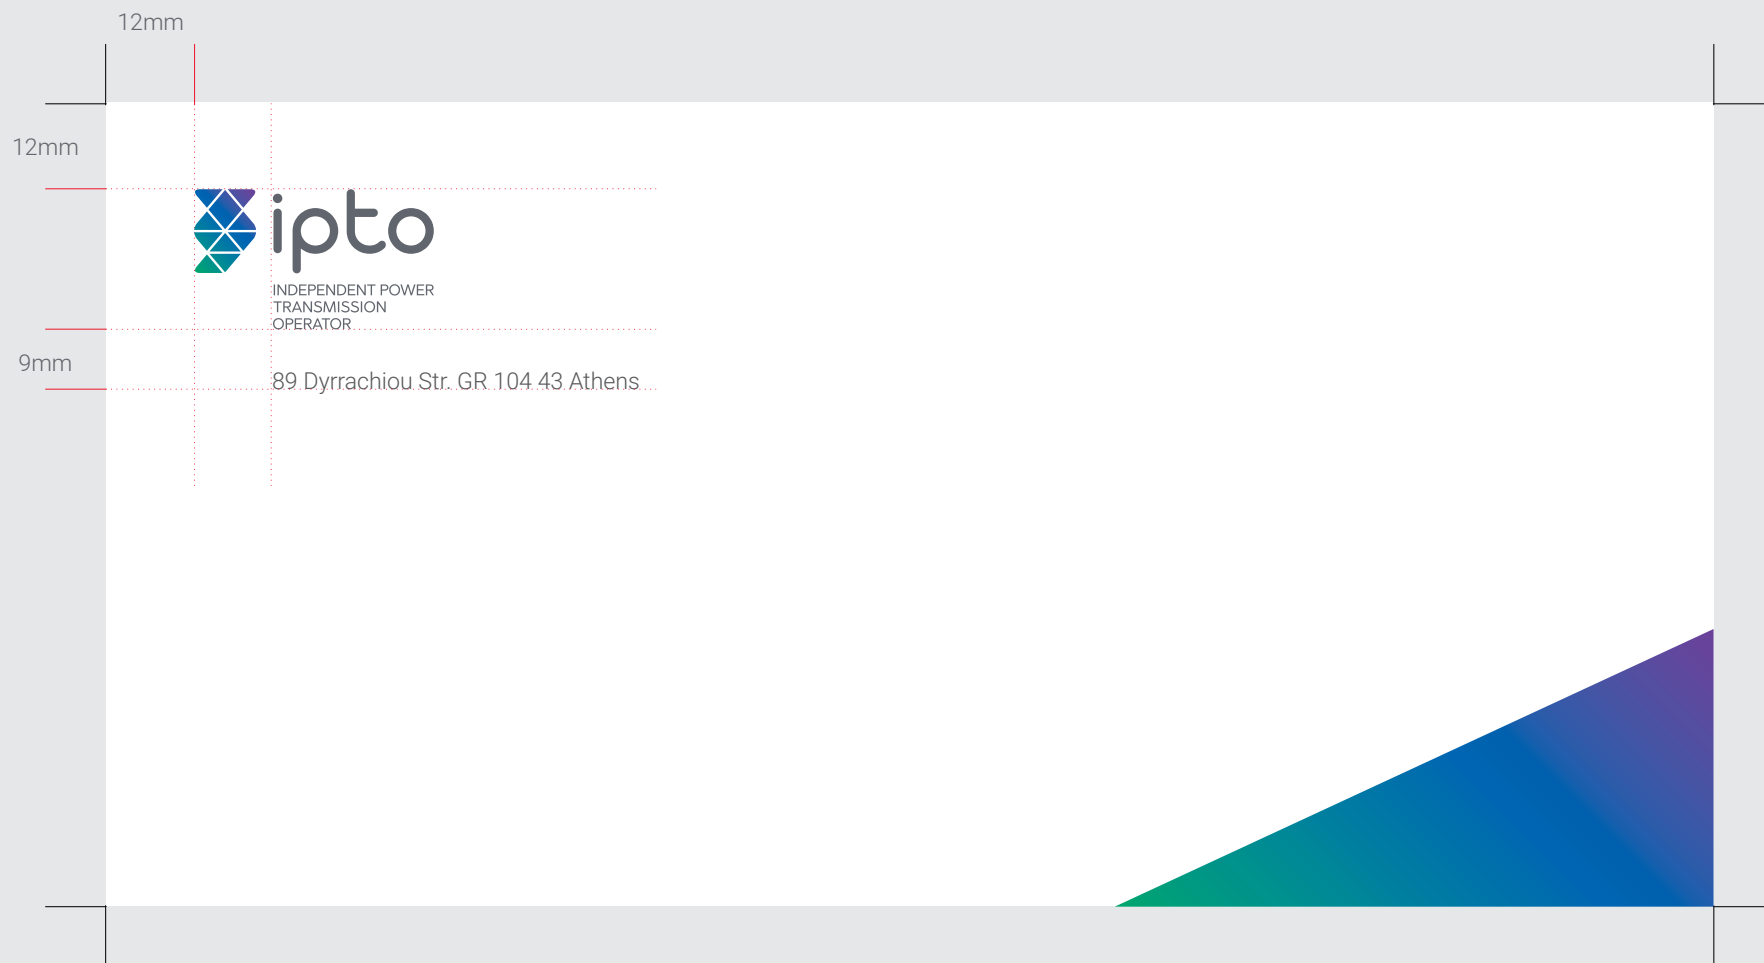 12mm
12mm
ipto
INDEPENDENT POWER
TRANSMISSION
OPERATOR
9mm
89 Dyrrachiou Str. GR 104 43 Athens